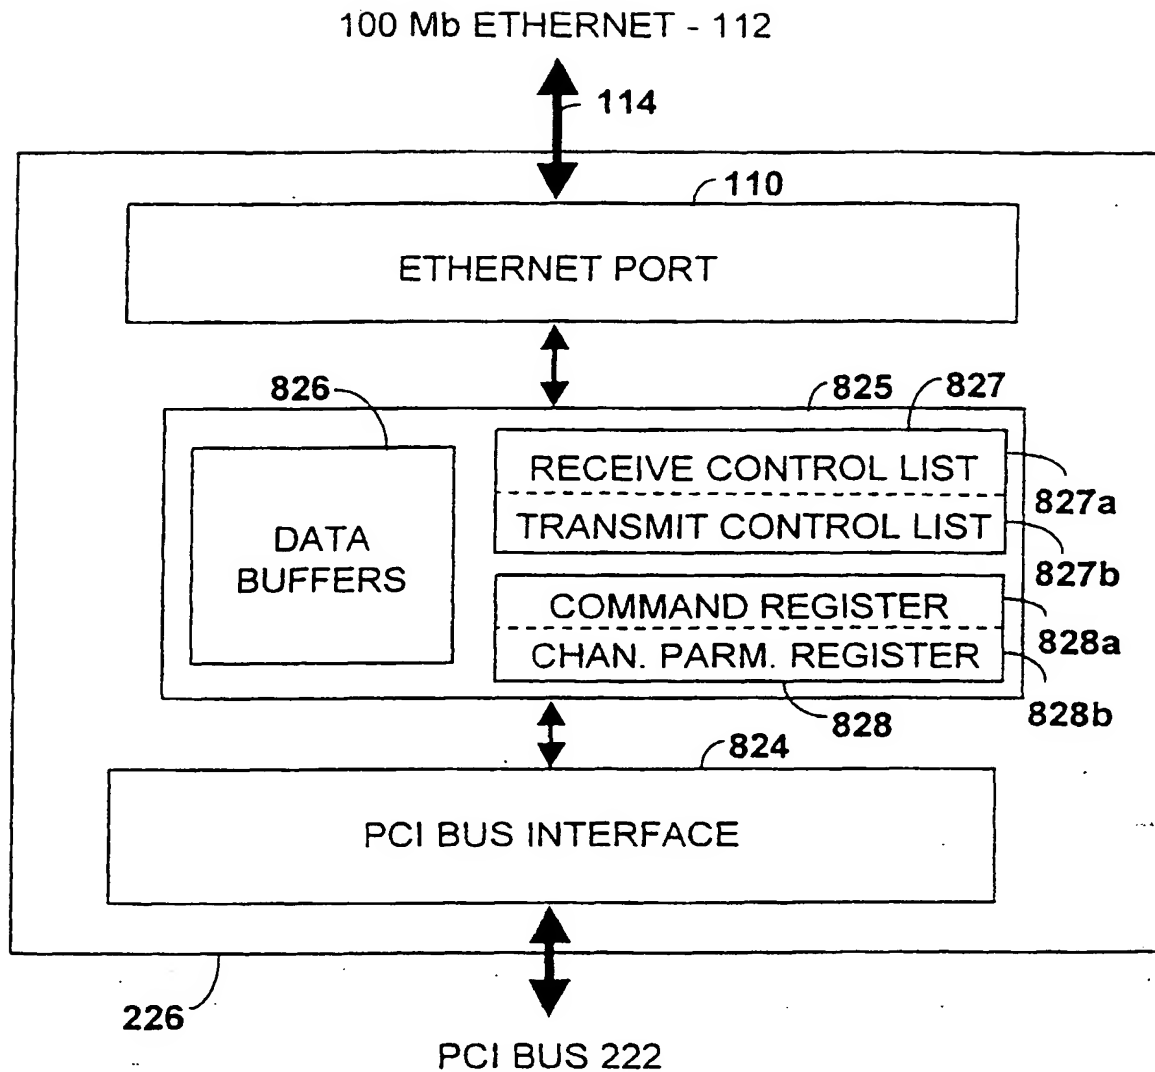 100 Mb ETHERNET - 112
114
110
ETHERNET PORT
826
825
827
DATA
BUFFERS
RECEIVE CONTROL LIST
827a
TRANSMIT CONTROL LIST
827b
COMMAND REGISTER
828a
CHAN. PARM. REGISTER
828b
828
824
PCI BUS INTERFACE
226
PCI BUS 222